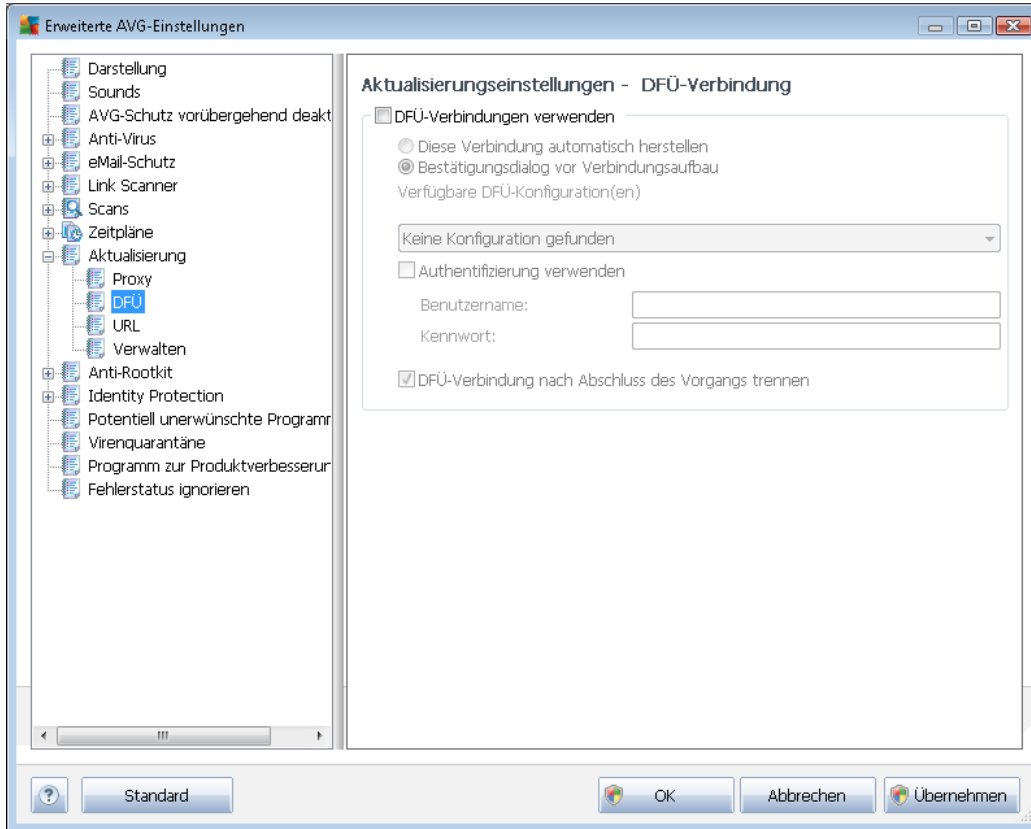 Erweiterte AVG-Einstellungen
Darstellung
Sounds
AVG-Schutz vorübergehend deakt
Anti-Virus
eMail-Schutz
Link Scanner
Scans
Zeitpläne
Aktualisierung
Proxy
DFÜ
URL
Verwalten
Anti-Rootkit
Identity Protection
Potentiell unerwünschte Programm
Virenquarantäne
Programm zur Produktverbesserur
Fehlerstatus ignorieren
Aktualisierungseinstellungen - DFÜ-Verbindung
DFÜ-Verbindungen verwenden
Diese Verbindung automatisch herstellen
Bestätigungsdialog vor Verbindungsaufbau
Verfügbare DFÜ-Konfiguration(en)
Keine Konfiguration gefunden
Authentifizierung verwenden
Benutzername:
Kennwort:
DFÜ-Verbindung nach Abschluss des Vorgangs trennen
?
Standard
OK
Abbrechen
Übernehmen